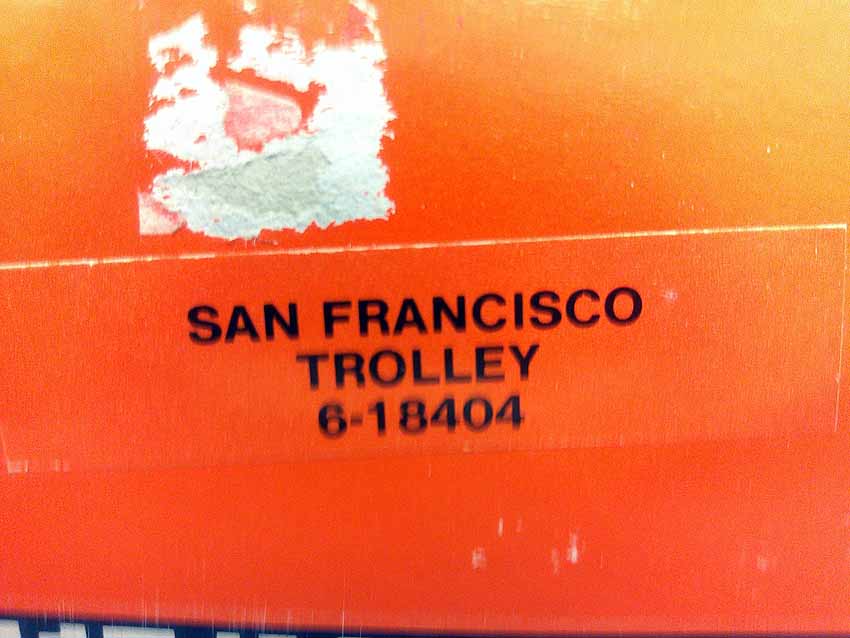 SAN FRANCISCO
TROLLEY
6-18404